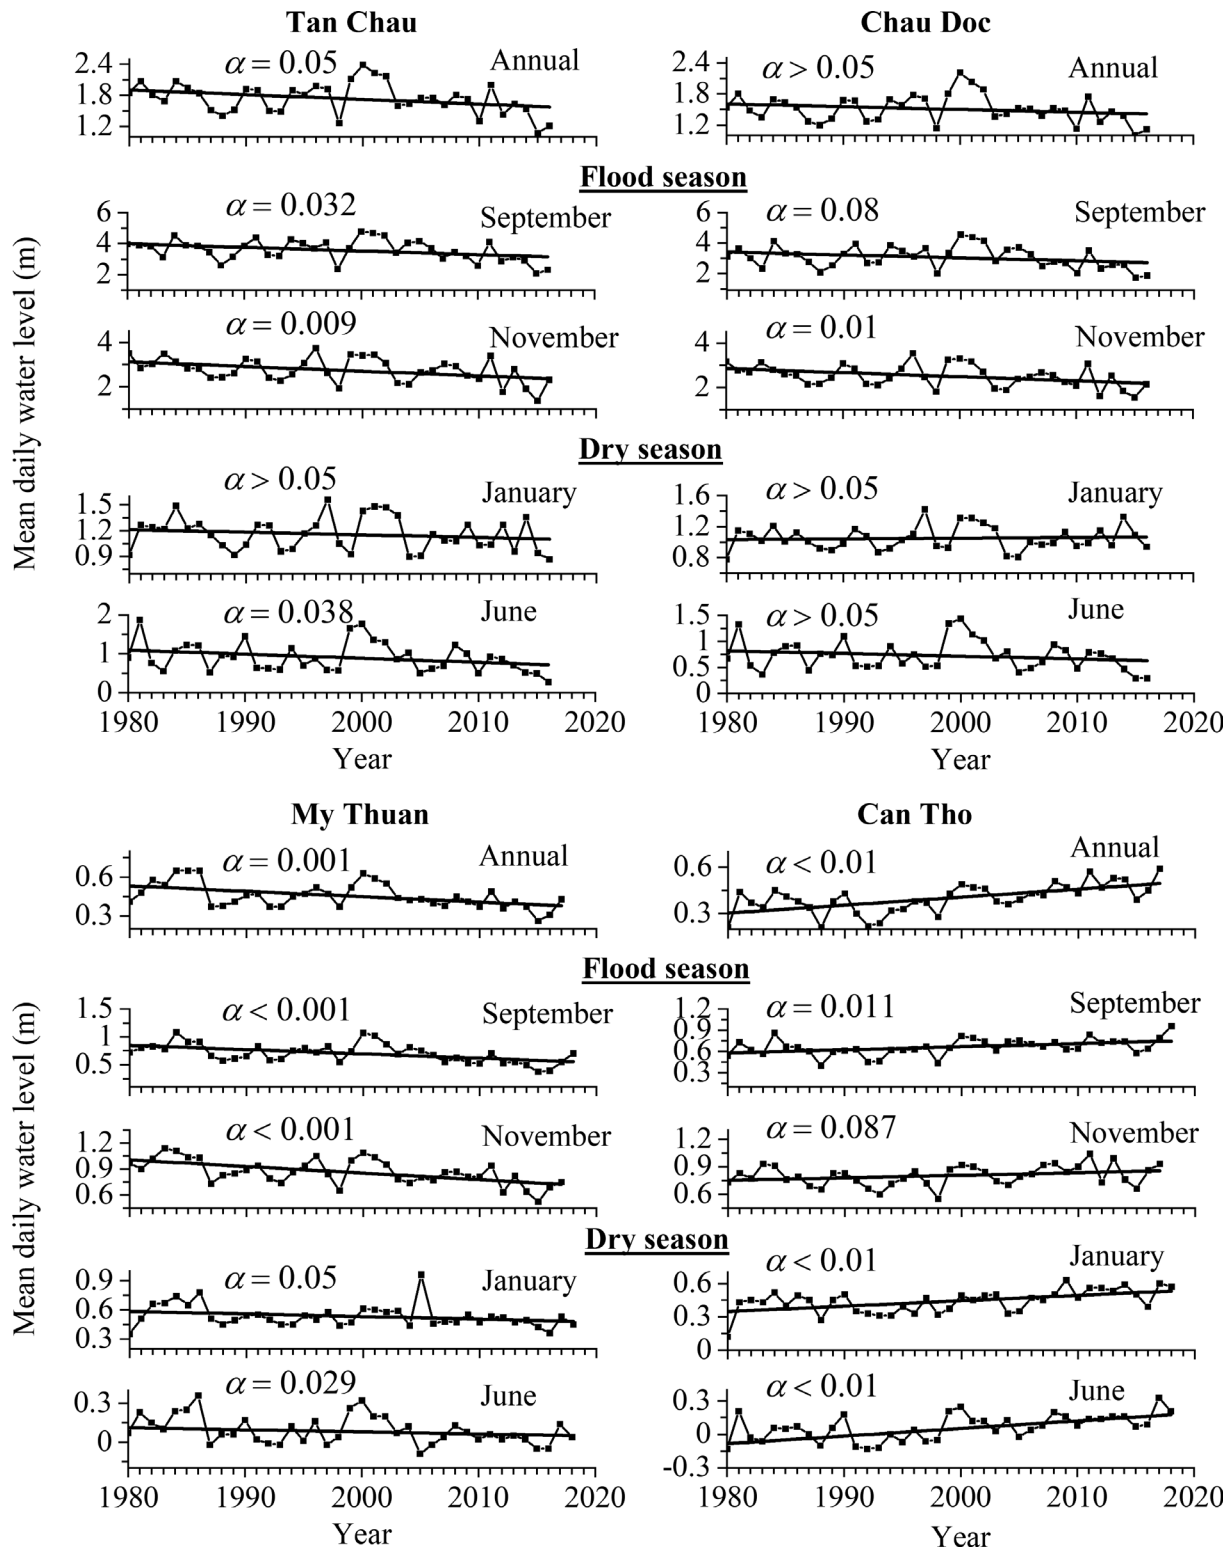 Tan Chau
Chau Doc
Mean daily water level (m)
2.4
1.8
1.2
α = 0.05
Annual
2.4
1.8
1.2
α > 0.05
Annual
Flood season
6
4
2
α = 0.032
September
6
4
2
α = 0.08
September
4
2
α = 0.009
November
4
2
α = 0.01
November
Dry season
1.5
1.2
0.9
α > 0.05
January
1.6
1.2
0.8
α > 0.05
January
2
1
0
α = 0.038
June
1.5
1
0.5
0
α > 0.05
June
1980 1990 2000 2010 2020
1980 1990 2000 2010 2020
Year
Year
My Thuan
Can Tho
Mean daily water level (m)
0.6
0.3
α = 0.001
Annual
0.6
0.3
α < 0.01
Annual
Flood season
1.5
1
0.5
α < 0.001
September
1.2
0.9
0.6
0.3
α = 0.011
September
1.2
0.9
0.6
α < 0.001
November
1.2
0.9
0.6
α = 0.087
November
Dry season
0.9
0.6
0.3
α = 0.05
January
0.6
0.3
0
α < 0.01
January
0.3
0
α = 0.029
June
0.3
0
-0.3
α < 0.01
June
1980 1990 2000 2010 2020
1980 1990 2000 2010 2020
Year
Year